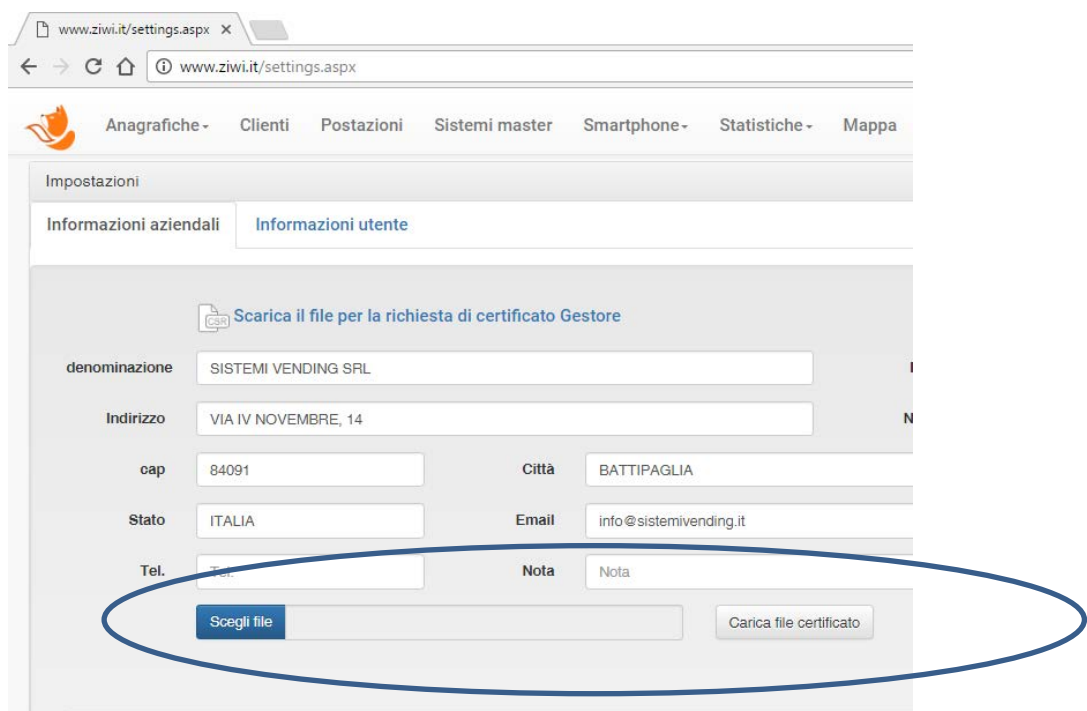 www.ziwi.it/settings.aspx
www.ziwi.it/settings.aspx
Anagrafiche Clienti Postazioni Sistemi master Smartphone Statistiche Mappa
Impostazioni
Informazioni aziendali Informazioni utente
CSR Scarica il file per la richiesta di certificato Gestore
denominazione SISTEMI VENDING SRL
Indirizzo VIA IV NOVEMBRE, 14 N
cap 84091 Città BATTIPAGLIA
Stato ITALIA Email info@sistemivending.it
Tel. Tel. Nota Nota
Scegli file Carica file certificato